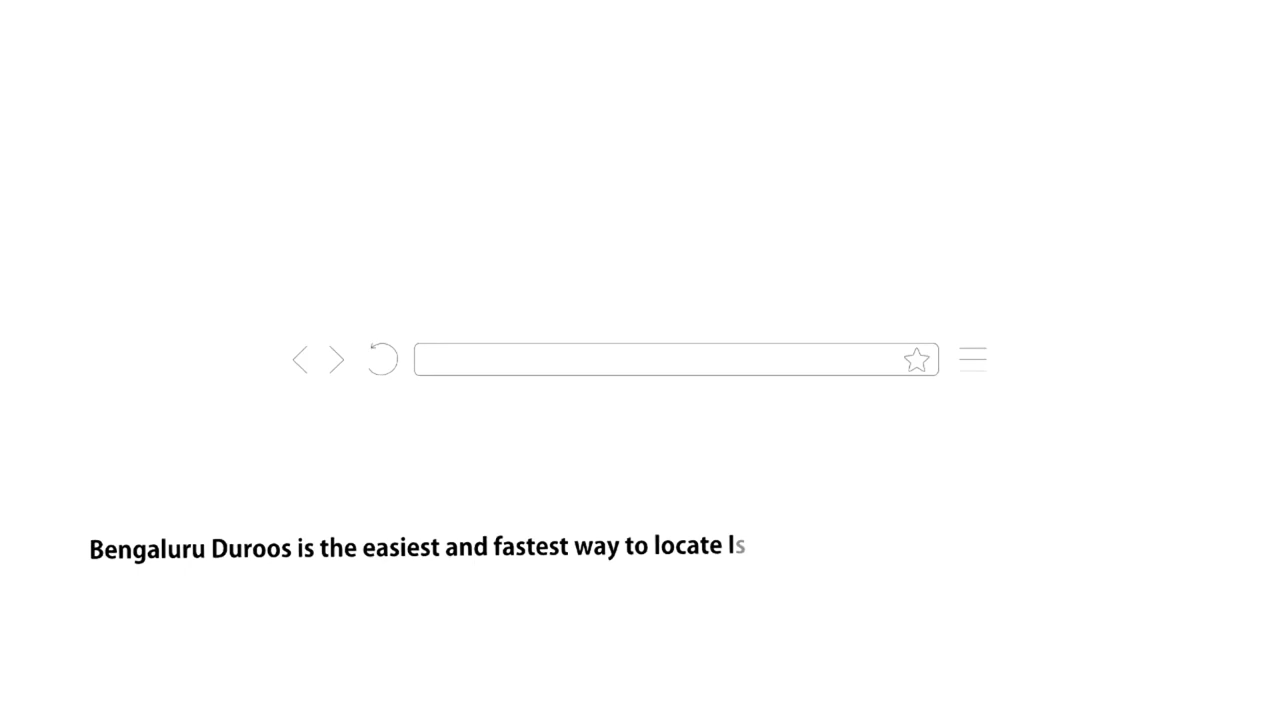 Bengaluru Duroos is the easiest and fastest way to locate Is